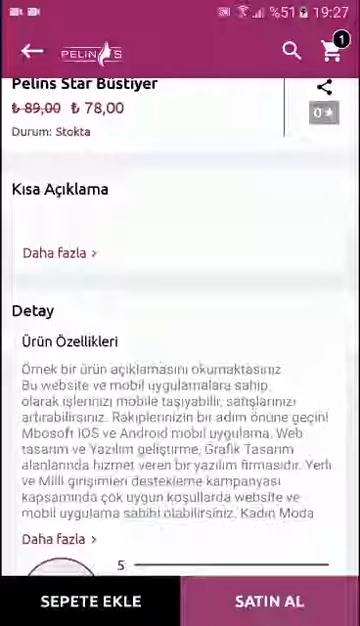 %51 19:27
PELIN S
1
Pelins Star Büstiyer
₺ 89,00 ₺ 78,00
0 ★
Durum: Stokta
Kısa Açıklama
Daha fazla >
Detay
Ürün Özellikleri
Örnek bir ürün açıklamasını okumaktasınız
Bu website ve mobil uygulamalara sahip
olarak işlerinizi mobile taşıyabilir, satışlarınızı
artırabilirsiniz. Rakiplerinizin bir adım önüne geçin!
Mbosoft IOS ve Android mobil uygulama, Web
tasarım ve Yazılım geliştirme, Grafik Tasarım
alanlarında hizmet veren bir yazılım firmasıdır. Yerli
ve Milli girişimleri destekleme kampanyası
kapsamında çok uygun koşullarda website ve
mobil uygulama sahibi olabilirsiniz. Kadın Moda
Daha fazla >
5
SEPETE EKLE
SATIN AL